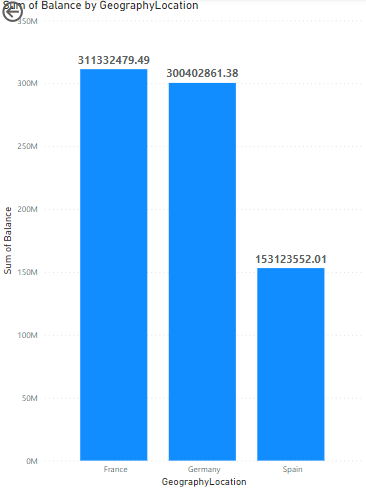 Sum of Balance by GeographyLocation
350M
311332479.49
300402861.38
300M
250M
200M
Sum of Balance
153123552.01
150M
100M
50M
0M
France Germany Spain
GeographyLocation